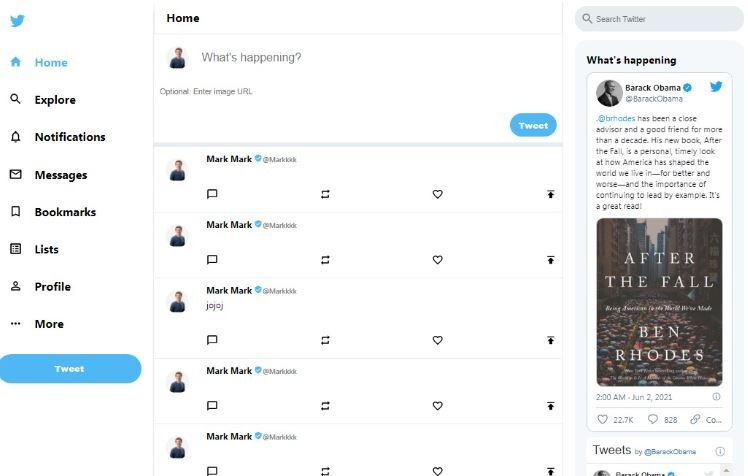 Home
Explore
Notifications
Messages
Bookmarks
Lists
Profile
More
Tweet
Home
What's happening?
Optional: Enter image URL
Tweet
Mark Mark @Markkkk
Mark Mark @Markkkk
Mark Mark @Markkkk
jojoj
Mark Mark @Markkkk
Mark Mark @Markkkk
Search Twitter
What's happening
Barack Obama
@BarackObama
.@brhodes has been a close
advisor and a good friend for more
than a decade. His new book, After
the Fall, is a personal, timely look
at how America has shaped the
world we live in—for better and
worse—and the importance of
continuing to lead by example. It's
a great read!
AFTER
THE FALL
Being American in the World We've Made
BEN
RHODES
2:00 AM - Jun 2, 2021
22.7K 828 Co...
Tweets by @BarackObama
Barack Obama @BarackObama